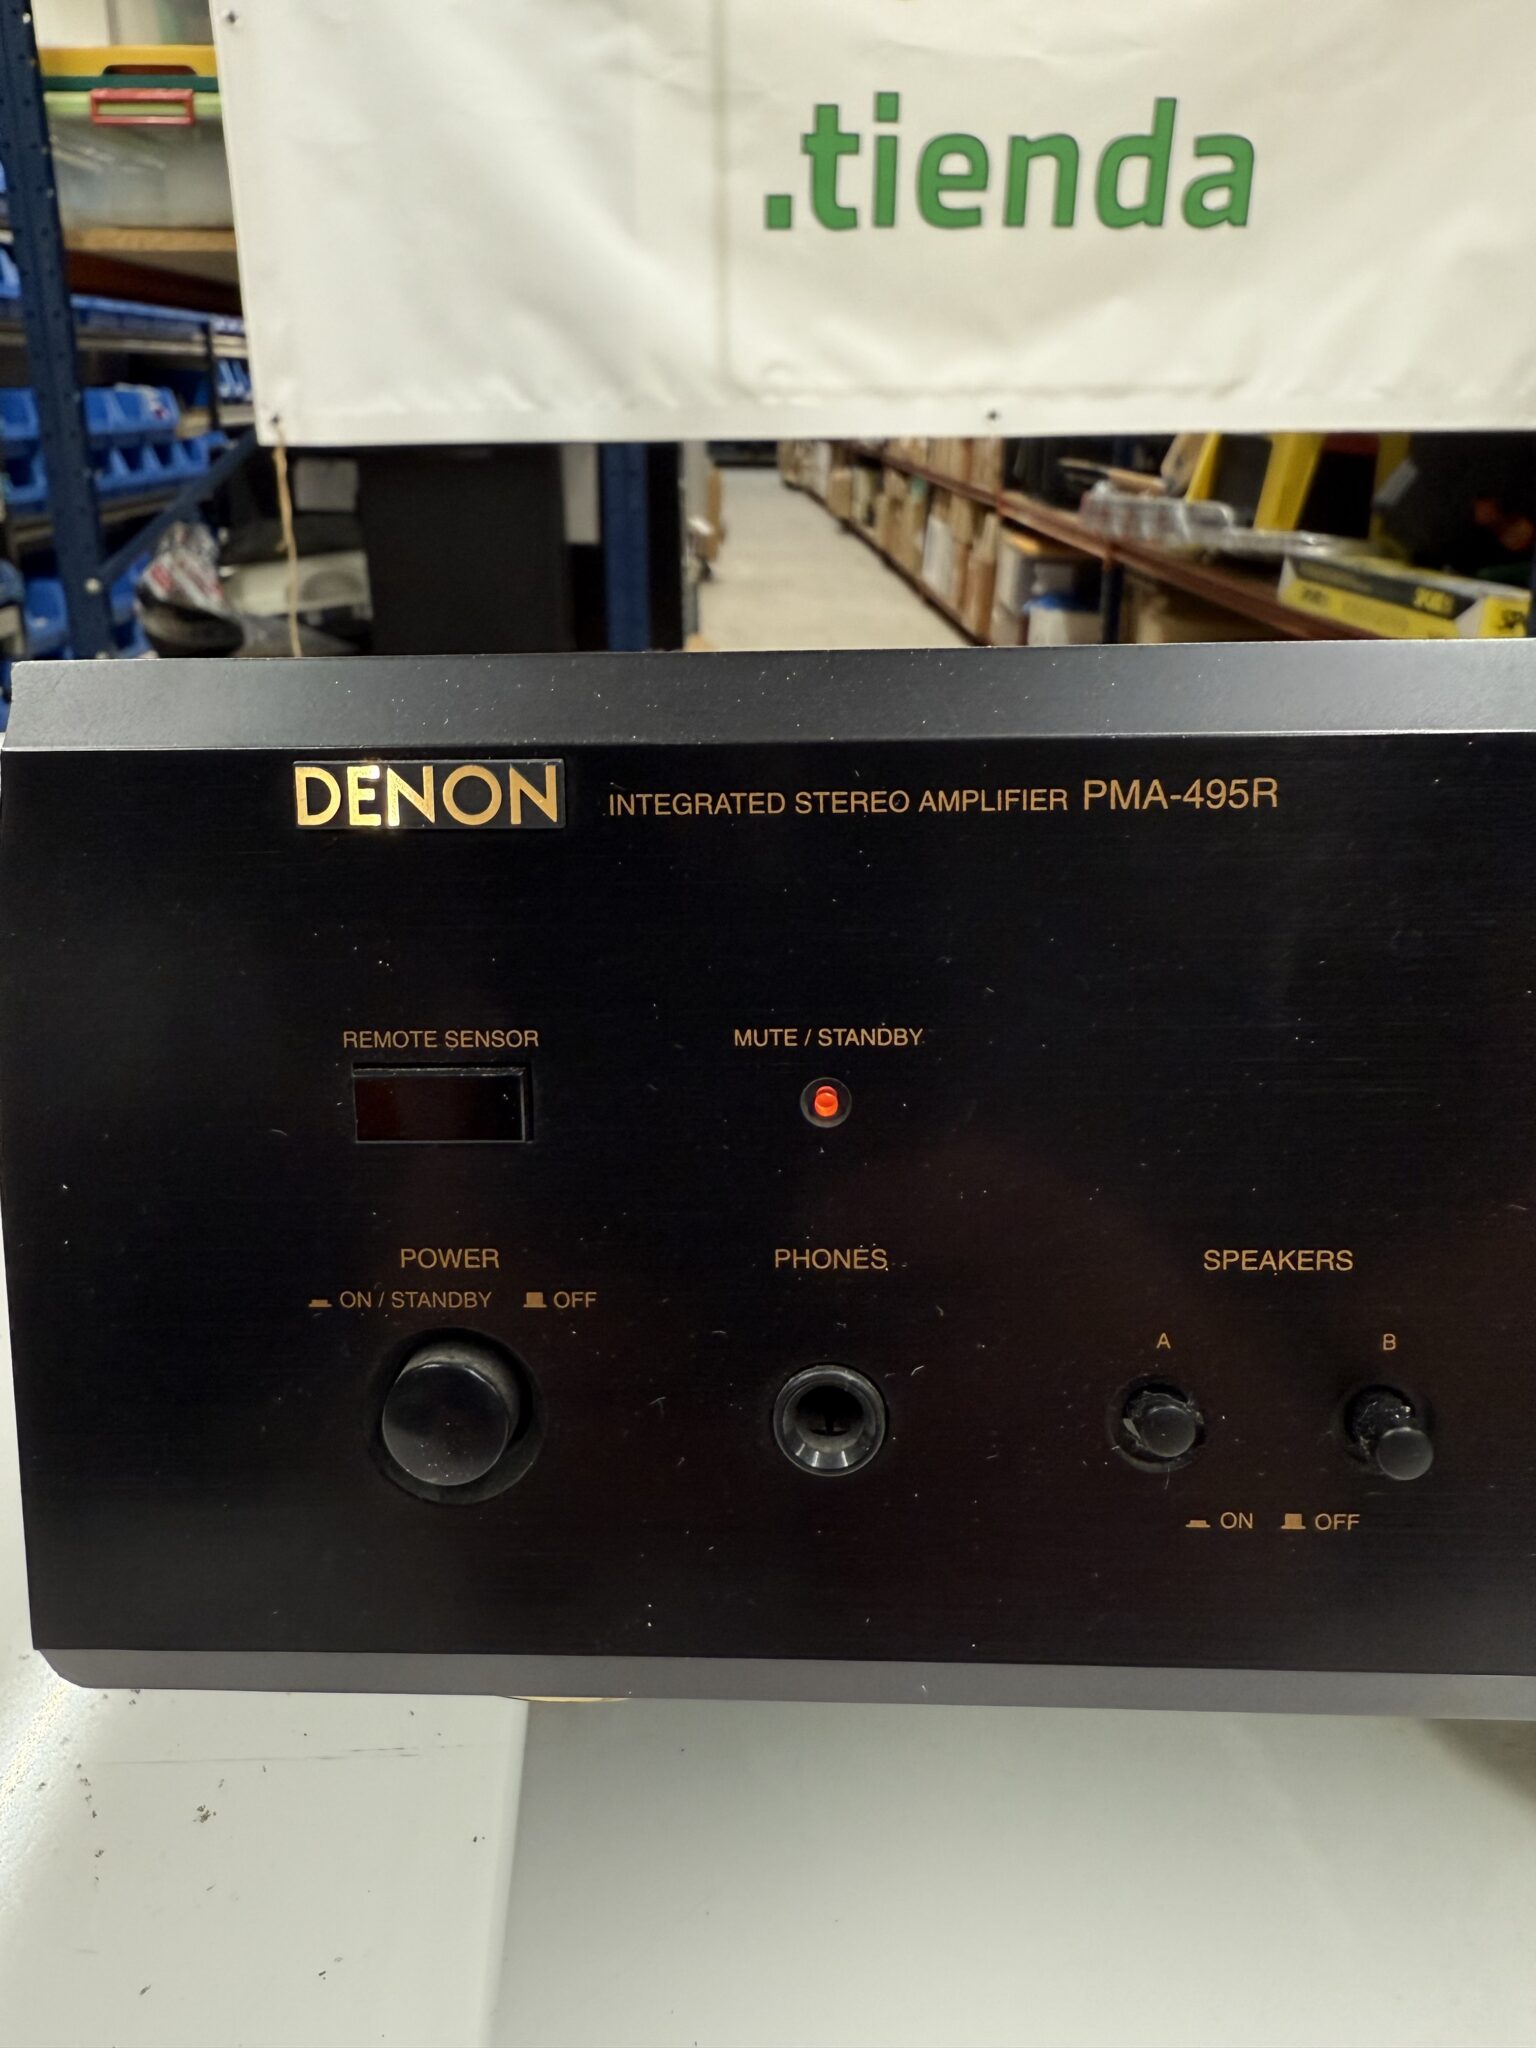 .tienda
DENON INTEGRATED STEREO AMPLIFIER PMA-495R
REMOTE SENSOR
MUTE / STANDBY
POWER
ON / STANDBY OFF
PHONES
SPEAKERS
A B
ON OFF